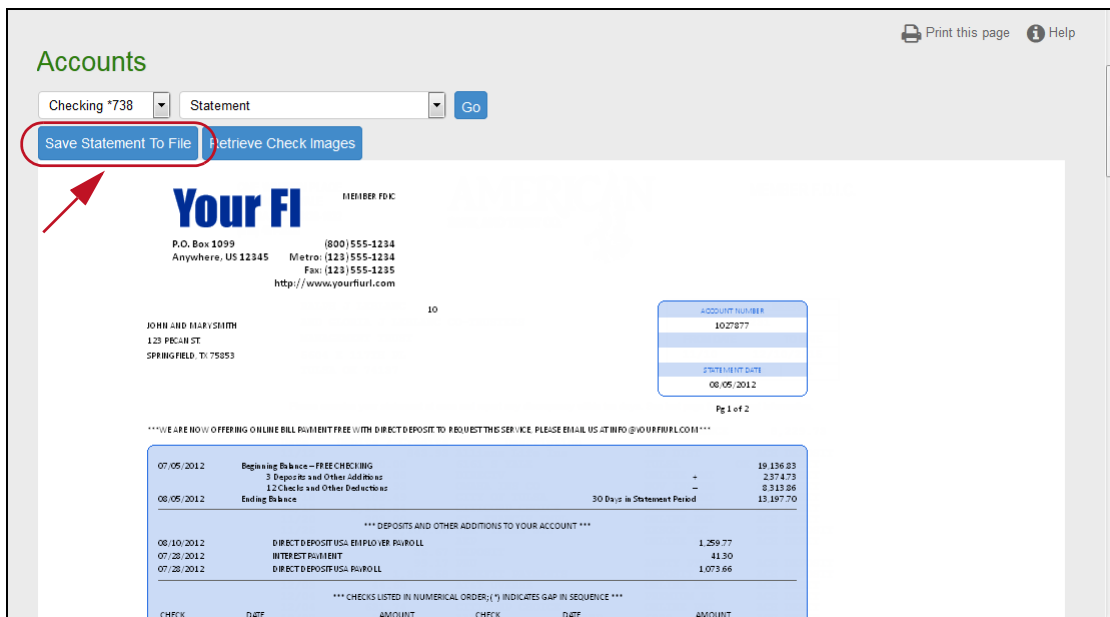 Print this page Help
Accounts
Checking *738 Statement Go
Save Statement To File Retrieve Check Images
Your FI MEMBER FDIC
P.O. Box 1099 (800) 555-1234
Anywhere, US 12345 Metro: (123) 555-1234
Fax: (123) 555-1235
http://www.yourfiurl.com
10
ACCOUNT NUMBER
JOHN AND MARY SMITH 1027877
123 PECAN ST.
SPRINGFIELD, TX 75853
STATEMENT DATE
08/05/2012
Pg 1 of 2
***WE ARE NOW OFFERING ONLINE BILL PAYMENT FREE WITH DIRECT DEPOSIT. TO REQUEST THIS SERVICE, PLEASE EMAIL US AT INFO@YOURFIURL.COM***
07/05/2012 Beginning Balance – FREE CHECKING 19,136.83
3 Deposits and Other Additions + 2,374.73
12 Checks and Other Deductions – 8,313.86
08/05/2012 Ending Balance 30 Days in Statement Period 13,197.70
*** DEPOSITS AND OTHER ADDITIONS TO YOUR ACCOUNT ***
08/10/2012 DIRECT DEPOSIT USA EMPLOYER PAYROLL 1,259.77
07/28/2012 INTEREST PAYMENT 41.30
07/28/2012 DIRECT DEPOSIT USA PAYROLL 1,073.66
*** CHECKS LISTED IN NUMERICAL ORDER; (*) INDICATES GAP IN SEQUENCE ***
CHECK DATE AMOUNT CHECK DATE AMOUNT